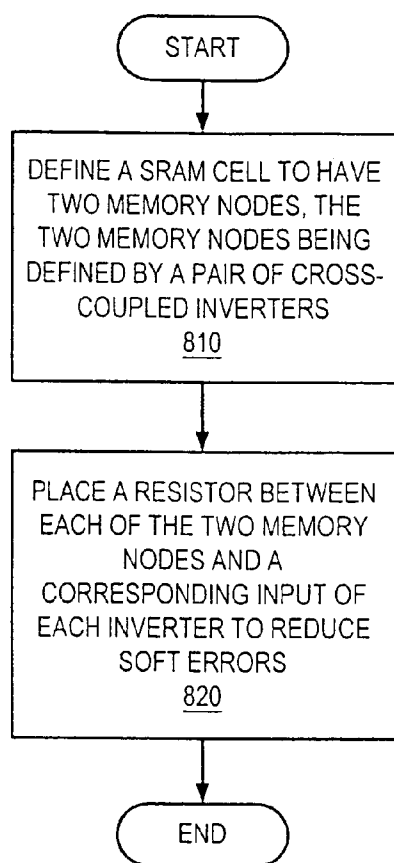 START
DEFINE A SRAM CELL TO HAVE
TWO MEMORY NODES, THE
TWO MEMORY NODES BEING
DEFINED BY A PAIR OF CROSS-
COUPLED INVERTERS
810
PLACE A RESISTOR BETWEEN
EACH OF THE TWO MEMORY
NODES AND A
CORRESPONDING INPUT OF
EACH INVERTER TO REDUCE
SOFT ERRORS
820
END